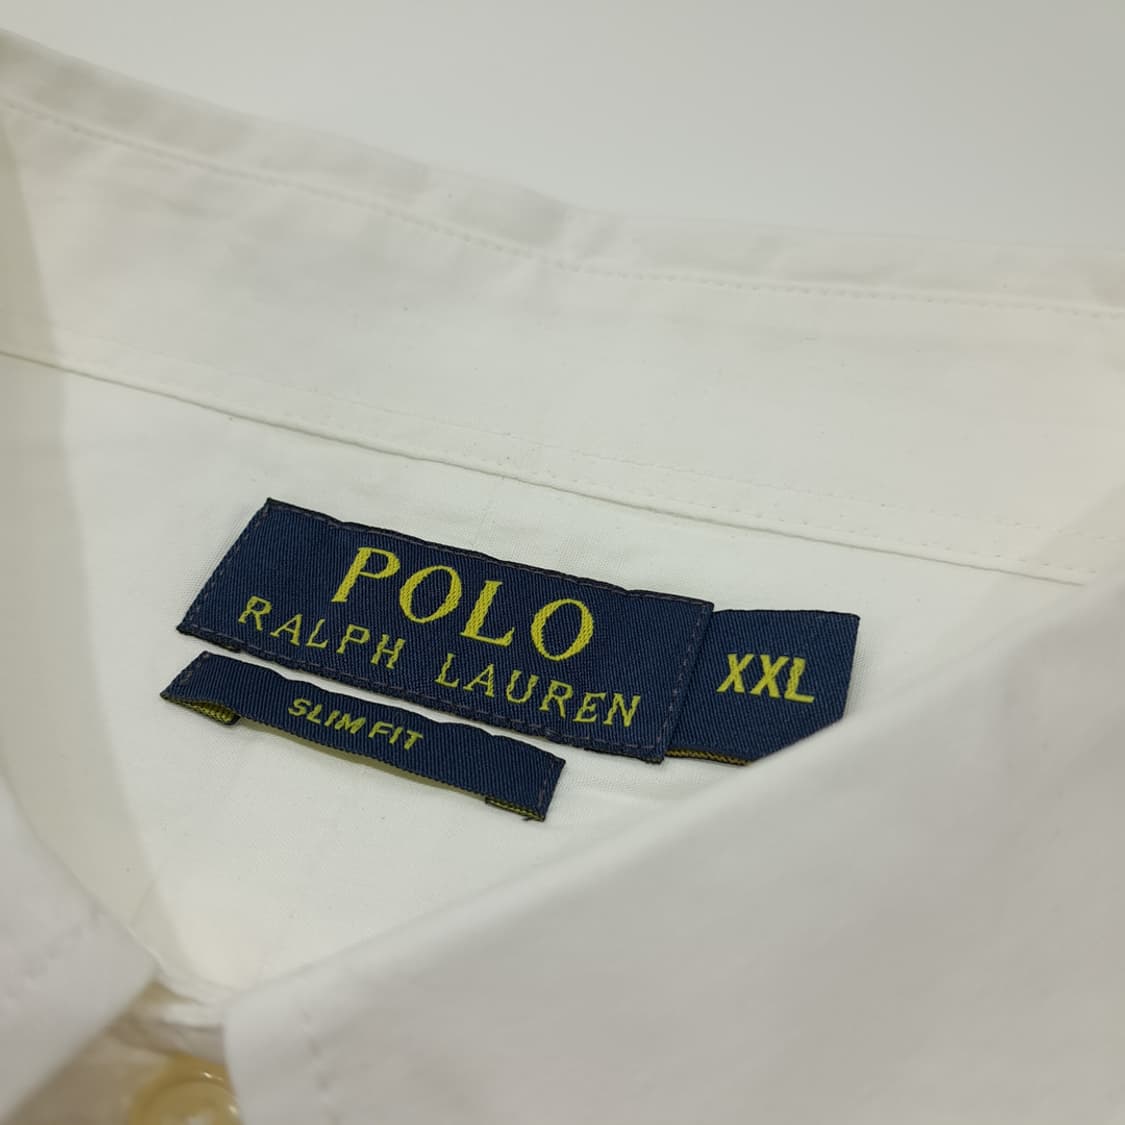 POLO
RALPH LAUREN
XXL
SLIM FIT